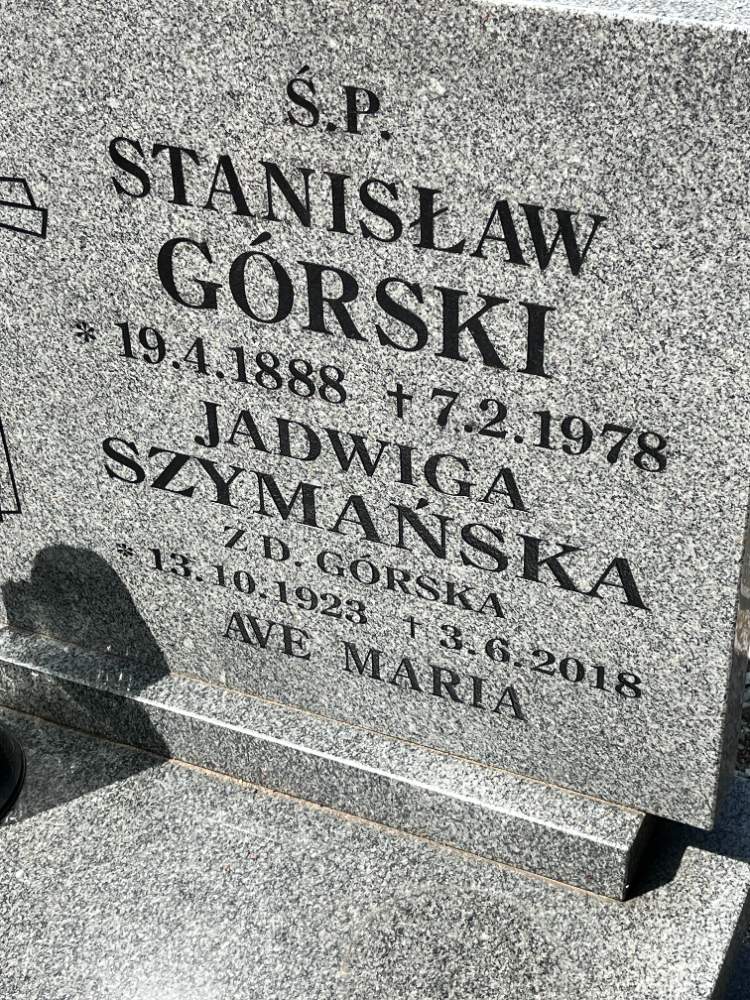 Ś.P.
STANISŁAW
GÓRSKI
* 19.4.1888 † 7.2.1978
JADWIGA
SZYMAŃSKA
Z D. GÓRSKA
* 13.10.1923 † 3.6.2018
AVE MARIA